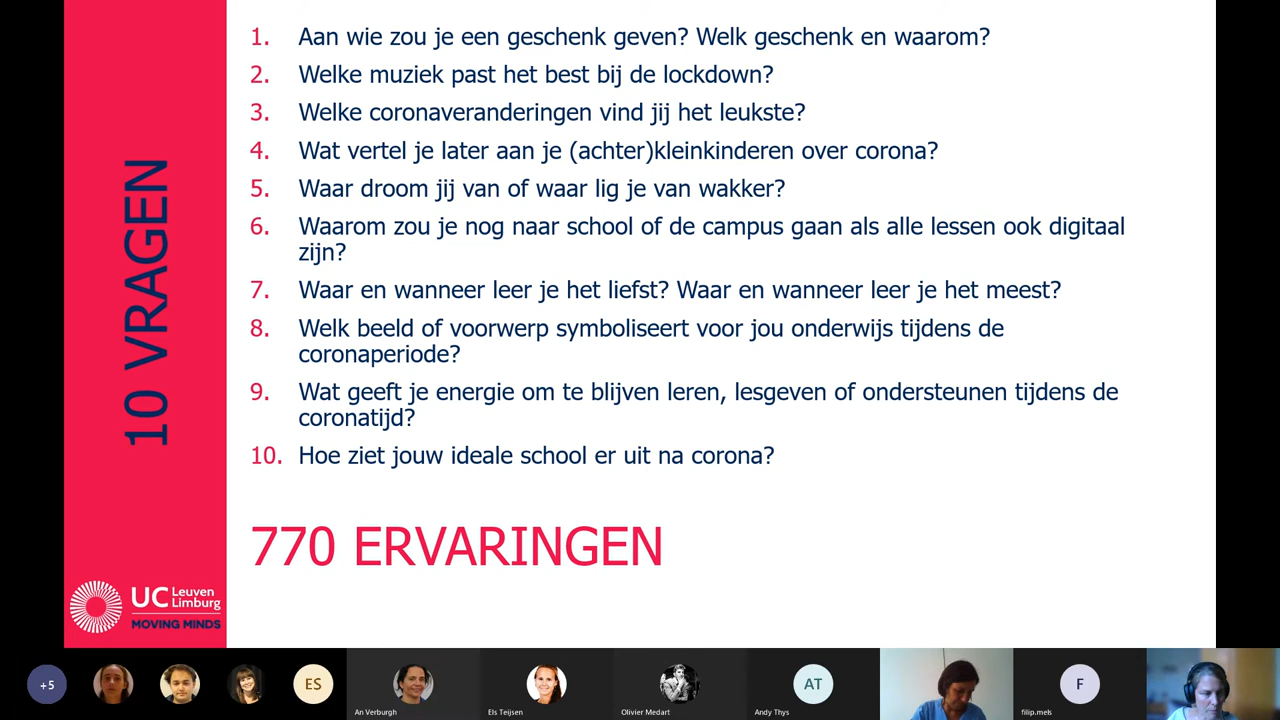 1. Aan wie zou je een geschenk geven? Welk geschenk en waarom?
2. Welke muziek past het best bij de lockdown?
3. Welke coronaveranderingen vind jij het leukste?
4. Wat vertel je later aan je (achter)kleinkinderen over corona?
5. Waar droom jij van of waar lig je van wakker?
6. Waarom zou je nog naar school of de campus gaan als alle lessen ook digitaal
zijn?
7. Waar en wanneer leer je het liefst? Waar en wanneer leer je het meest?
8. Welk beeld of voorwerp symboliseert voor jou onderwijs tijdens de
coronaperiode?
9. Wat geeft je energie om te blijven leren, lesgeven of ondersteunen tijdens de
coronatijd?
10. Hoe ziet jouw ideale school er uit na corona?
10 VRAGEN
770 ERVARINGEN
UC Leuven
Limburg
MOVING MINDS
+5
ES
An Verburgh
Els Teijsen
Olivier Medart
AT
Andy Thys
F
filip.mels